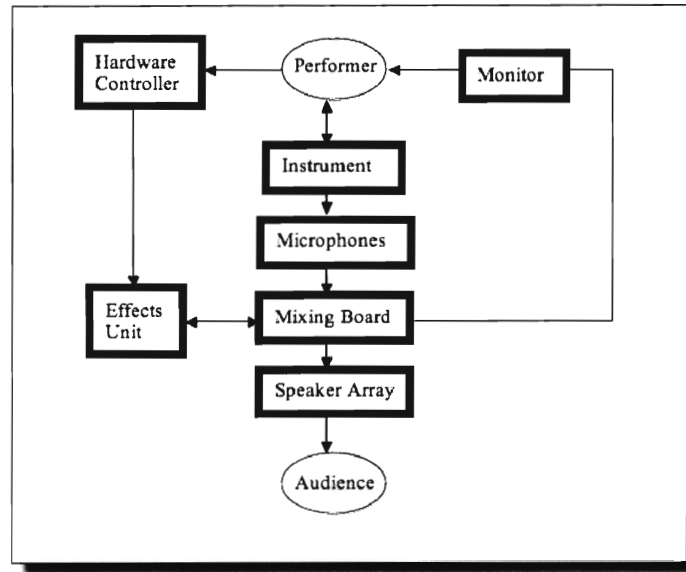 Hardware
Controller
Performer
Monitor
Instrument
Microphones
Effects
Unit
Mixing Board
Speaker Array
Audience